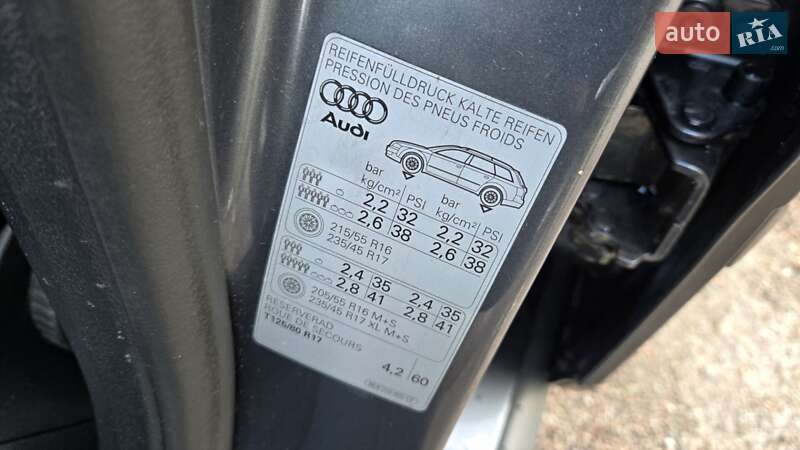 auto RIA
.com
REIFENFÜLLDRUCK KALTE REIFEN
PRESSION DES PNEUS FROIDS
Audi
bar PSI bar PSI
kg/cm² kg/cm²
2,2 32 2,2 32
2,6 38 2,6 38
215/55 R16
235/45 R17
2,4 35 2,4 35
2,8 41 2,8 41
205/55 R16 M+S
235/45 R17 XL M+S
RESERVERAD
ROUE DE SECOURS
T125/80 R17
4,2 60